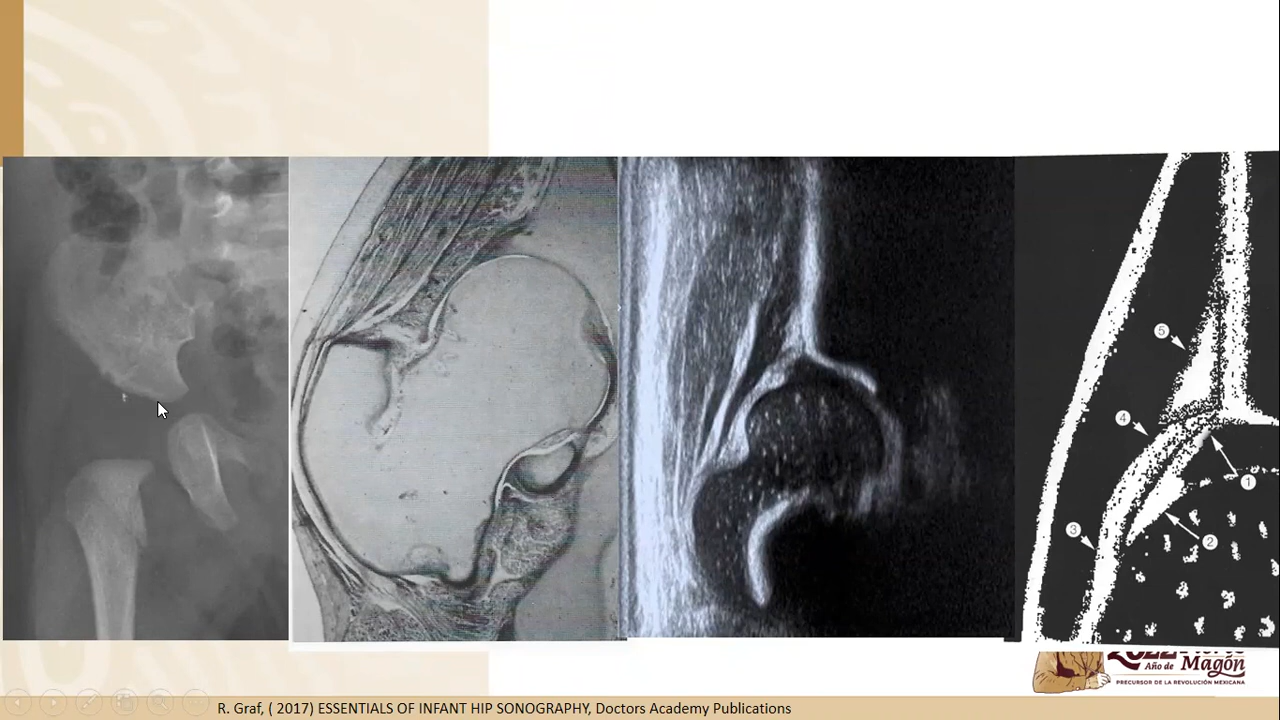 5
4
1
3
2
Año de Magón
PRECURSOR DE LA REVOLUCIÓN MEXICANA
R. Graf, ( 2017) ESSENTIALS OF INFANT HIP SONOGRAPHY, Doctors Academy Publications